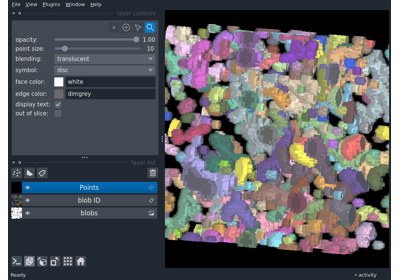 File View Plugins Window Help
layer controls
opacity: 1.00
point size: 10
blending: translucent
symbol: disc
face color: white
edge color: dimgrey
display text:
out of slice:
layer list
Points
blob ID
blobs
Ready
activity